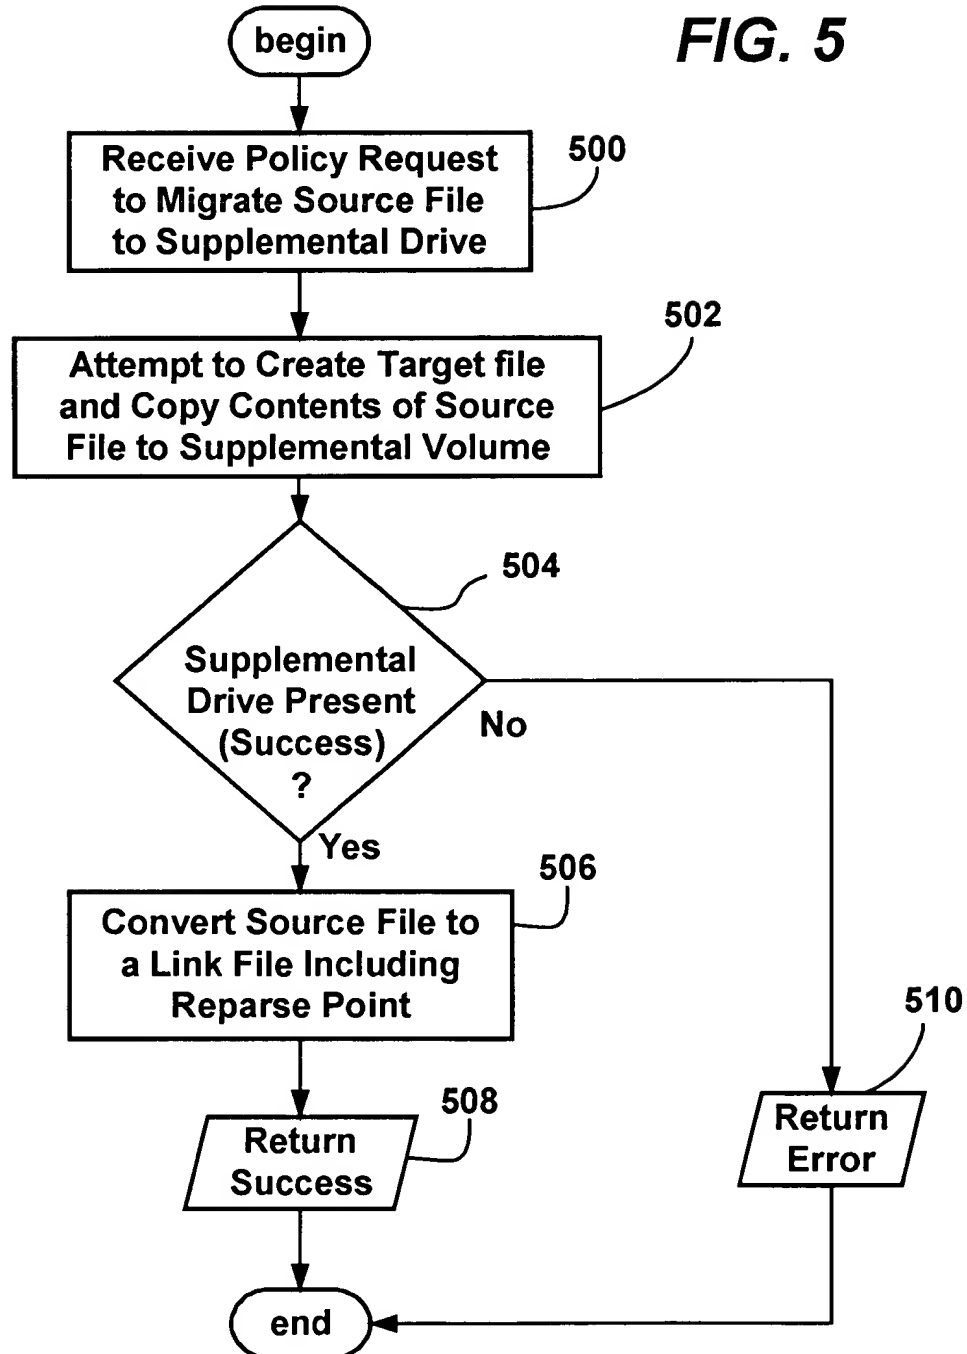 begin
FIG. 5
Receive Policy Request
to Migrate Source File
to Supplemental Drive
500
502
Attempt to Create Target file
and Copy Contents of Source
File to Supplemental Volume
504
Supplemental
Drive Present
(Success)
?
No
Yes
506
Convert Source File to
a Link File Including
Reparse Point
510
508
Return
Success
Return
Error
end